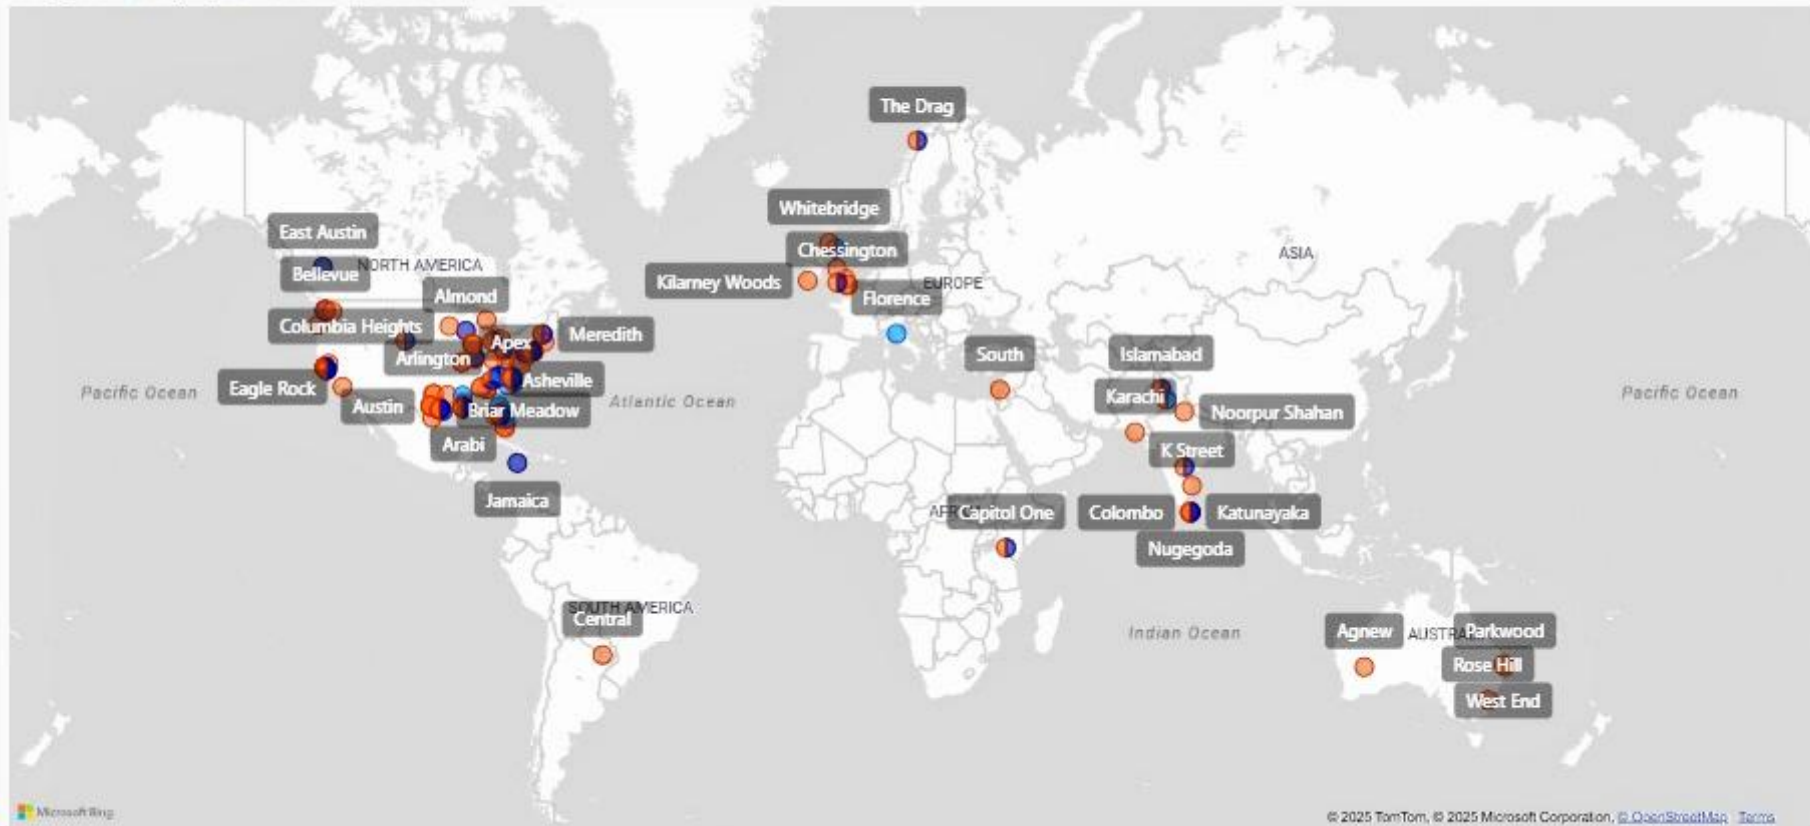 The Drag
Whitebridge
East Austin
Chessington
ASIA
NORTH AMERICA
Bellevue
Kilarney Woods
EUROPE
Almond
Florence
Columbia Heights
Apex
Meredith
Arlington
South
Islamabad
Eagle Rock
Asheville
Pacific Ocean
Austin
Briar Meadow
Atlantic Ocean
Karachi
Noorpur Shahan
Pacific Ocean
Arabi
K Street
Jamaica
Capitol One
Colombo
Katunayaka
Nugegoda
SOUTH AMERICA
Central
Indian Ocean
Agnew
Parkwood
Rose Hill
West End
Microsoft Bing
© 2025 TomTom, © 2025 Microsoft Corporation, © OpenStreetMap Terms